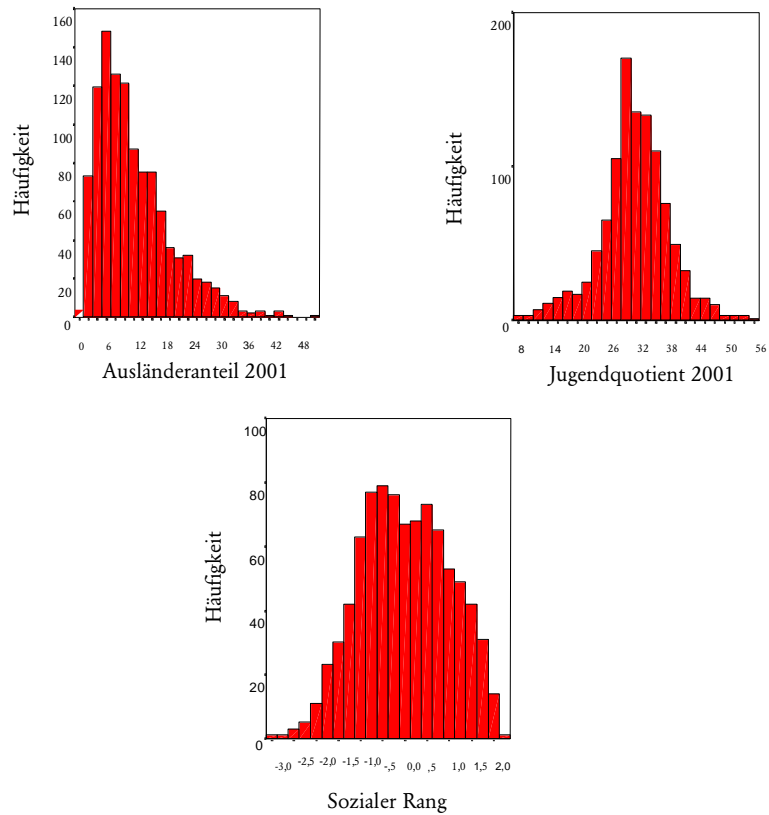 160
140
120
100
80
60
40
20
0
Häufigkeit
0 6 12 18 24 30 36 42 48
Ausländeranteil 2001
200
100
0
Häufigkeit
8 14 20 26 32 38 44 50 56
Jugendquotient 2001
100
80
60
40
20
0
Häufigkeit
-3,0 -2,5 -2,0 -1,5 -1,0 -,5 0,0 ,5 1,0 1,5 2,0
Sozialer Rang